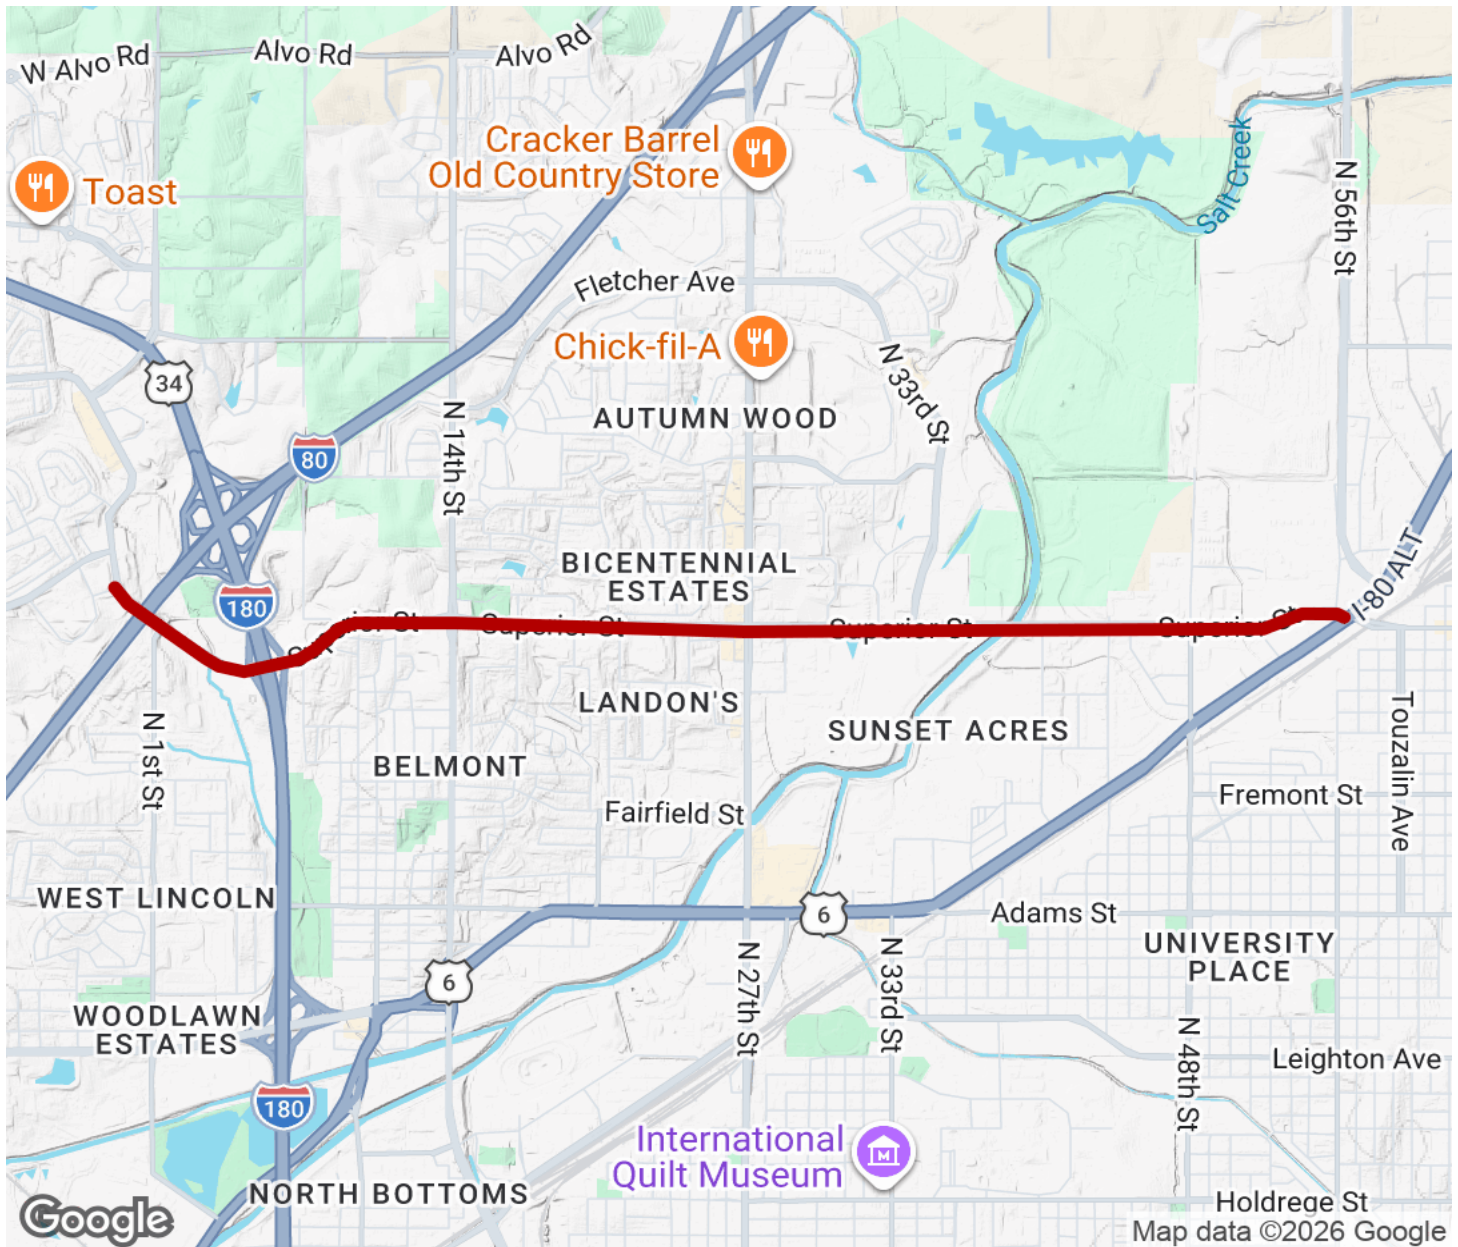 W Alvo Rd
Alvo Rd
Alvo Rd
Cracker Barrel
Old Country Store
Toast
Salt Creek
N 56th St
Fletcher Ave
Chick-fil-A
34
N 33rd St
N 14th St
AUTUMN WOOD
80
BICENTENNIAL
ESTATES
I-80 ALT
180
Superior St
Superior St
Superior St
Superior St
LANDON'S
SUNSET ACRES
N 1st St
BELMONT
Touzalin Ave
Fremont St
Fairfield St
WEST LINCOLN
6
Adams St
UNIVERSITY
PLACE
6
N 27th St
N 33rd St
WOODLAWN
ESTATES
N 48th St
Leighton Ave
180
International
Quilt Museum
NORTH BOTTOMS
Holdrege St
Google
Map data ©2026 Google